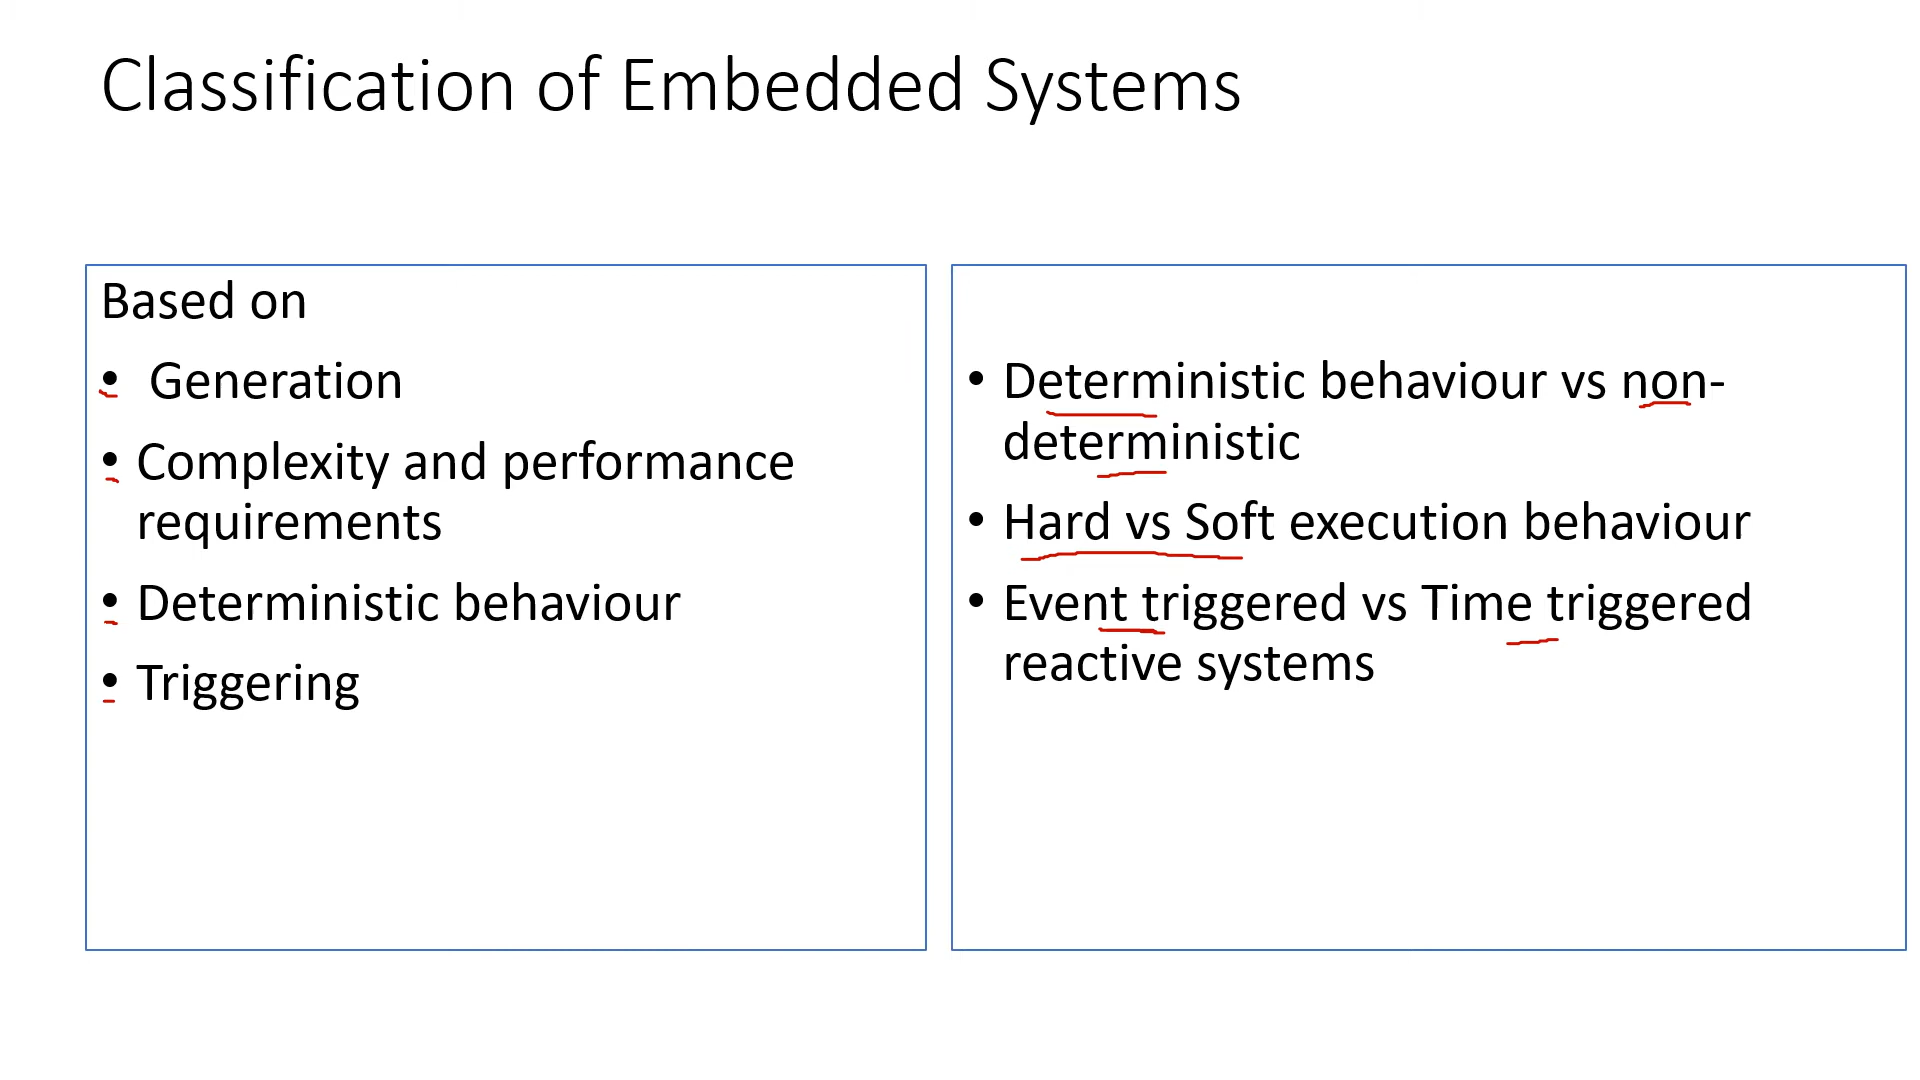 Classification of Embedded Systems
Based on
• Generation
• Complexity and performance
requirements
• Deterministic behaviour
• Triggering
• Deterministic behaviour vs non-
deterministic
• Hard vs Soft execution behaviour
• Event triggered vs Time triggered
reactive systems